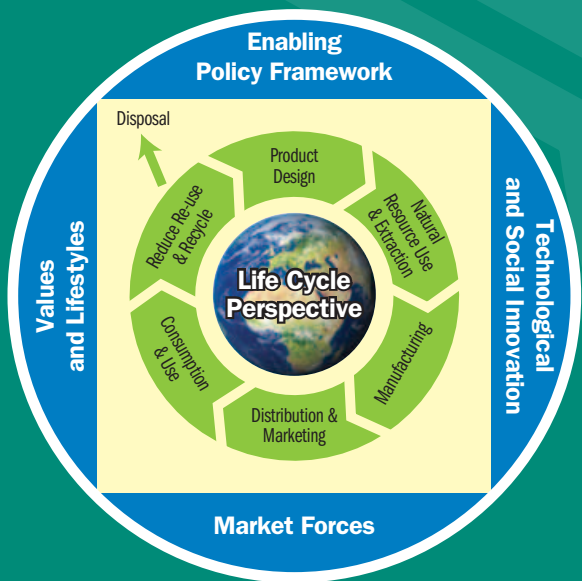 Enabling
Policy Framework
Disposal
Product
Design
Natural
Resource Use
& Extraction
Manufacturing
Distribution &
Marketing
Consumption
& Use
Reduce Re-use
& Recycle
Life Cycle
Perspective
Values
and Lifestyles
Technological
and Social Innovation
Market Forces